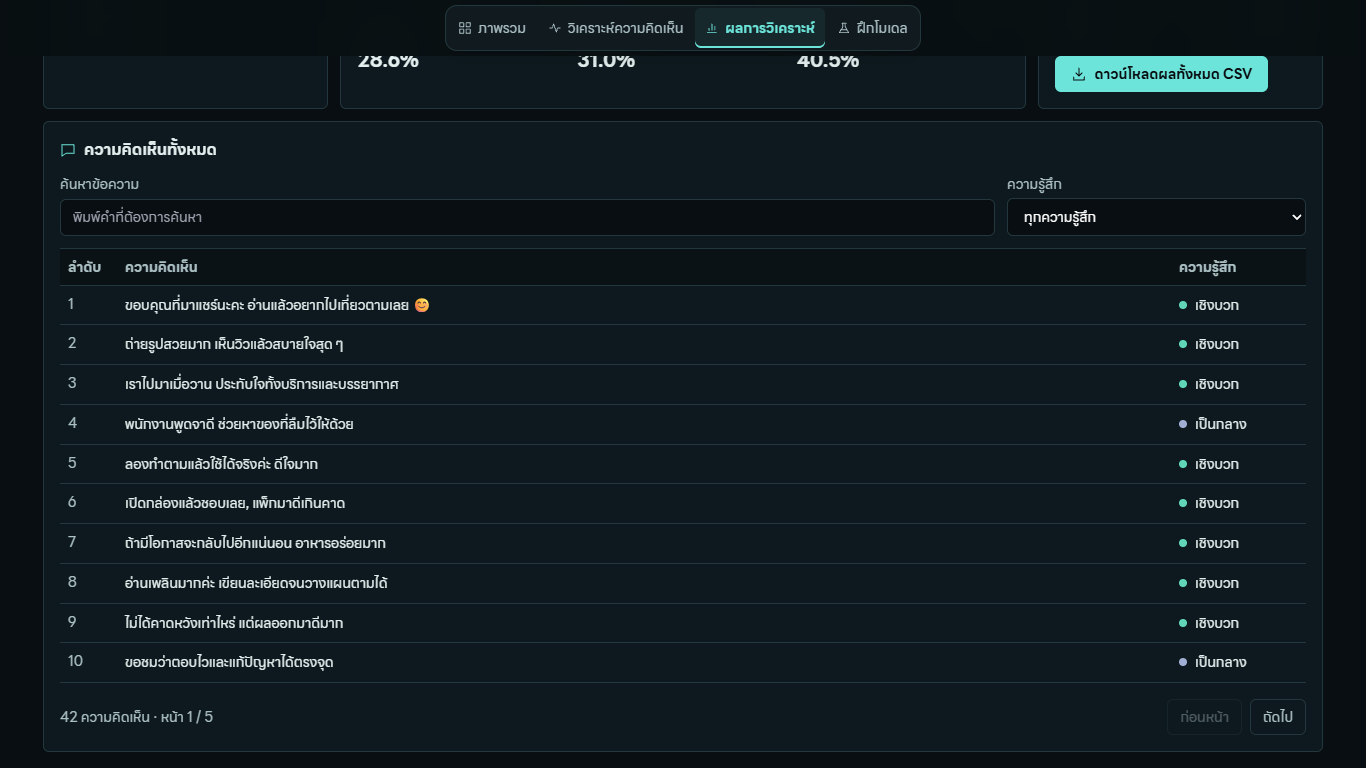 ภาพรวม วิเคราะห์ความคิดเห็น ผลการวิเคราะห์ ฝึกโมเดล
28.6% 31.0% 40.5%
ดาวน์โหลดผลทั้งหมด CSV
ความคิดเห็นทั้งหมด
ค้นหาข้อความ ความรู้สึก
พิมพ์คำที่ต้องการค้นหา ทุกความรู้สึก
ลำดับ ความคิดเห็น ความรู้สึก
1 ขอบคุณที่มาแชร์นะคะ อ่านแล้วอยากไปเที่ยวตามเลย 😊 เชิงบวก
2 ถ่ายรูปสวยมาก เห็นวิวแล้วสบายใจสุด ๆ เชิงบวก
3 เราไปมาเมื่อวาน ประทับใจทั้งบริการและบรรยากาศ เชิงบวก
4 พนักงานพูดจาดี ช่วยหาของที่ลืมไว้ให้ด้วย เป็นกลาง
5 ลองทำตามแล้วใช้ได้จริงค่ะ ดีใจมาก เชิงบวก
6 เปิดกล่องแล้วชอบเลย, แพ็กมาดีเกินคาด เชิงบวก
7 ถ้ามีโอกาสจะกลับไปอีกแน่นอน อาหารอร่อยมาก เชิงบวก
8 อ่านเพลินมากค่ะ เขียนละเอียดจนวางแผนตามได้ เชิงบวก
9 ไม่ได้คาดหวังเท่าไหร่ แต่ผลออกมาดีมาก เชิงบวก
10 ขอชมว่าตอบไวและแก้ปัญหาได้ตรงจุด เป็นกลาง
42 ความคิดเห็น · หน้า 1 / 5 ก่อนหน้า ถัดไป